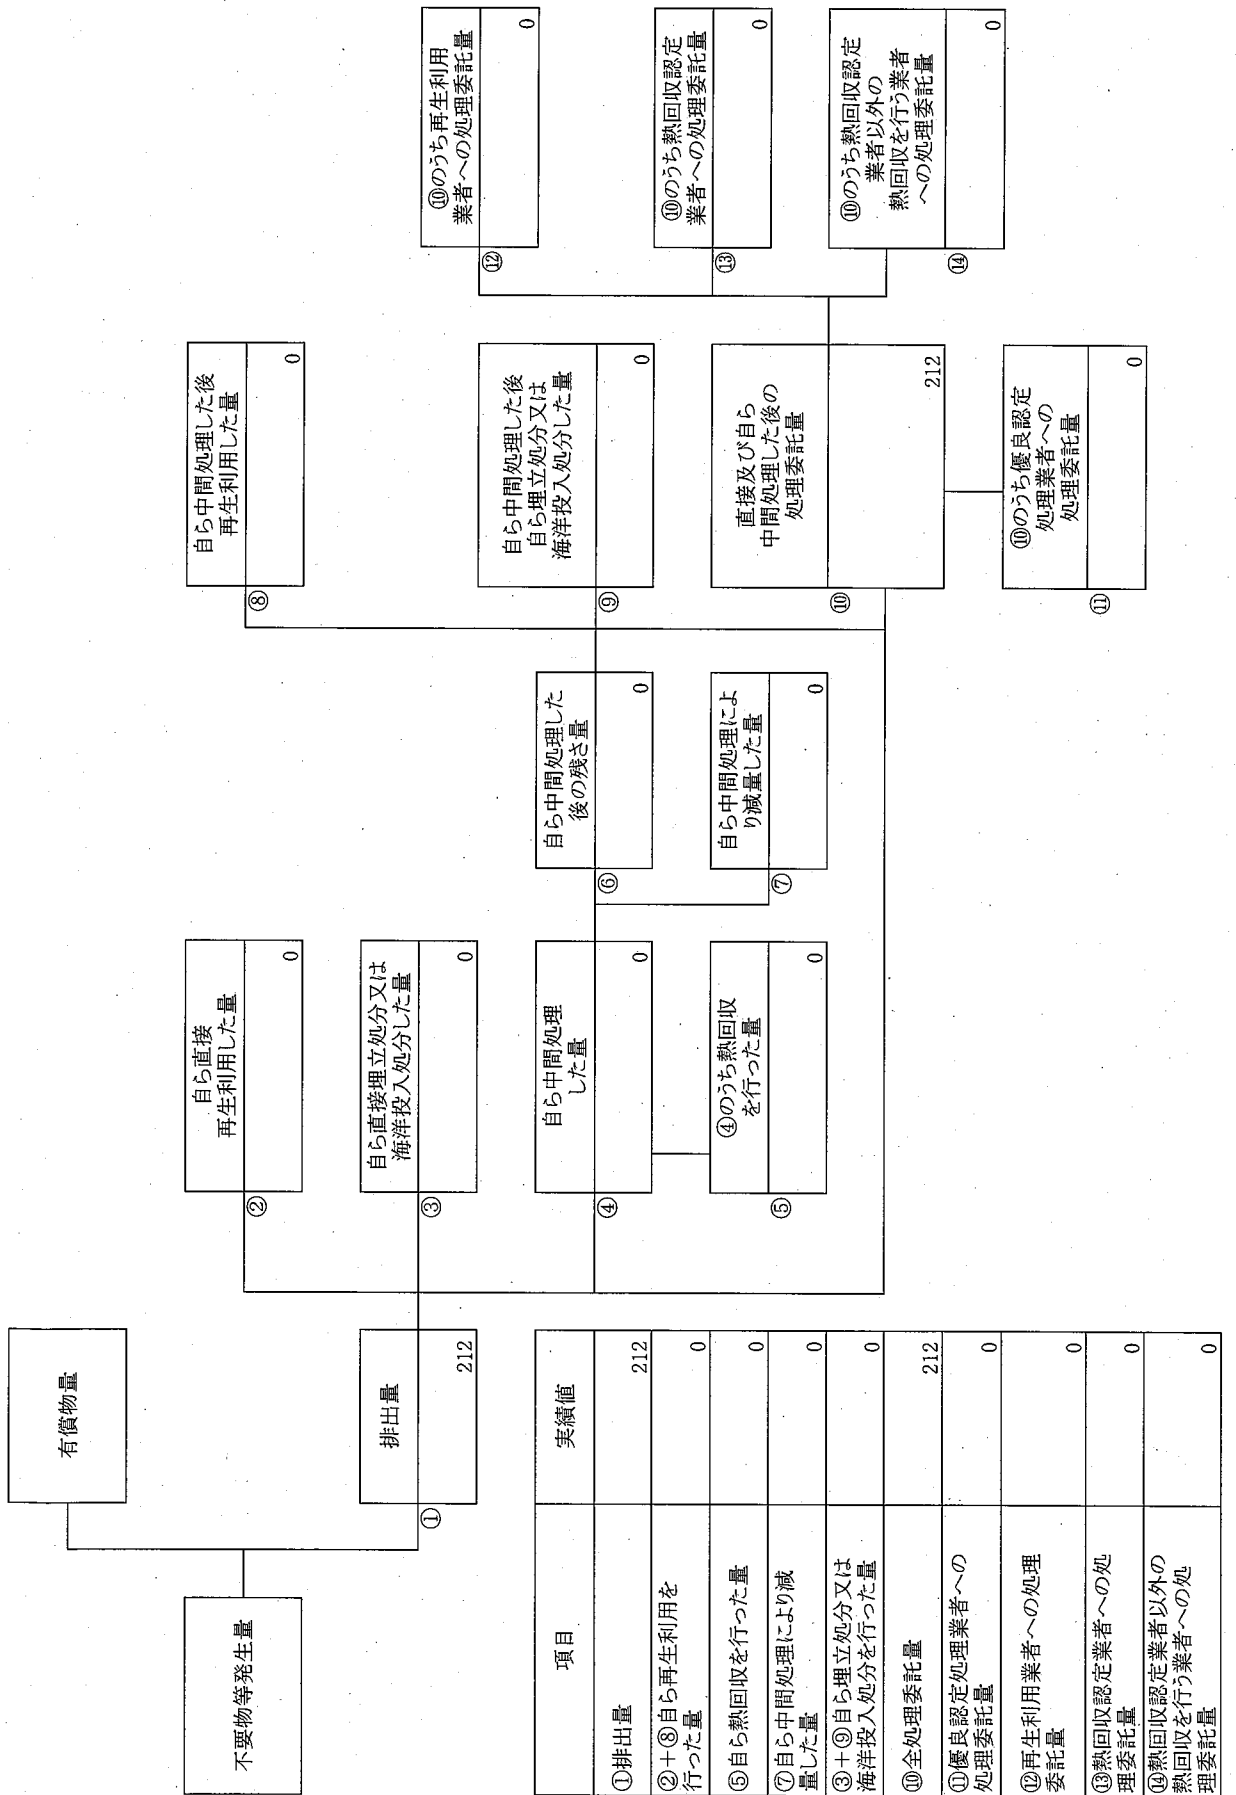 不要物等発生量
有償物量
①
排出量
212
②
自ら直接
再生利用した量
0
③
自ら直接埋立処分又は
海洋投入処分した量
0
④
自ら中間処理
した量
0
⑤
④のうち熱回収
を行った量
0
⑥
自ら中間処理した
後の残さ量
0
⑦
自ら中間処理によ
り減量した量
0
⑧
自ら中間処理した後
再生利用した量
0
⑨
自ら中間処理した後
自ら埋立処分又は
海洋投入処分した量
0
⑩
直接及び自ら
中間処理した後の
処理委託量
212
⑪
⑩のうち優良認定
処理業者への
処理委託量
0
⑫
⑩のうち再生利用
業者への処理委託量
0
⑬
⑩のうち熱回収認定
業者への処理委託量
0
⑭
⑩のうち熱回収認定
業者以外の
熱回収を行う業者
への処理委託量
0
項目 実績値
①排出量 212
②+⑧自ら再生利用を
行った量 0
⑤自ら熱回収を行った量 0
⑦自ら中間処理により減
量した量 0
③+⑨自ら埋立処分又は
海洋投入処分を行った量 0
⑩全処理委託量 212
⑪優良認定処理業者への
処理委託量 0
⑫再生利用業者への処理
委託量 0
⑬熱回収認定業者への処
理委託量 0
⑭熱回収認定業者以外の
熱回収を行う業者への処
理委託量 0